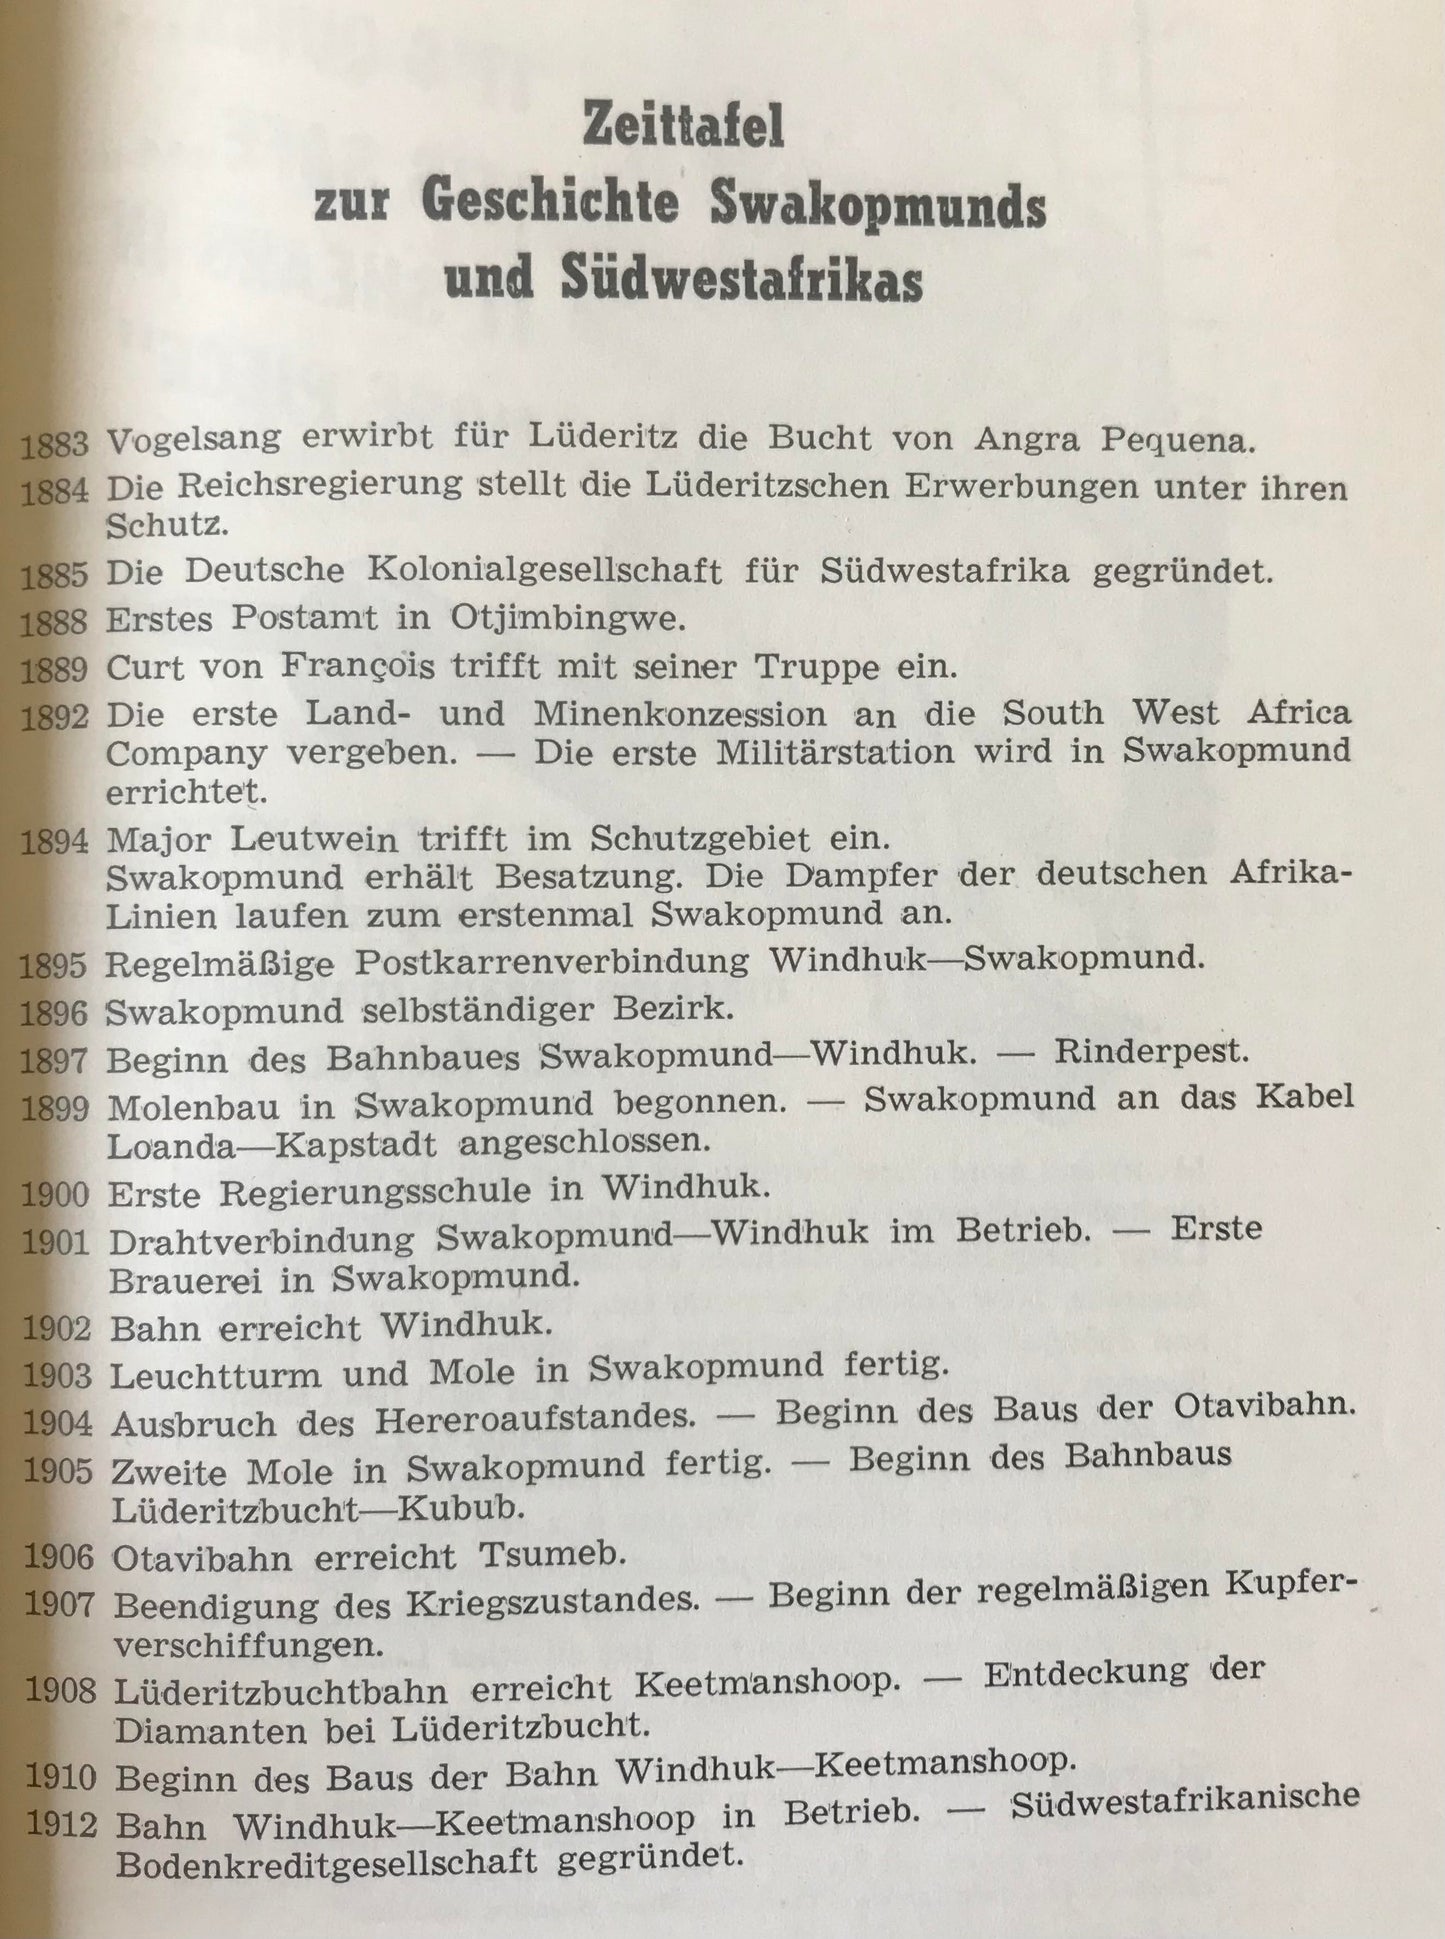 Zeittafel
zur Geschichte Swakopmunds
und Südwestafrikas
1883 Vogelsang erwirbt für Lüderitz die Bucht von Angra Pequena.
1884 Die Reichsregierung stellt die Lüderitzschen Erwerbungen unter ihren
Schutz.
1885 Die Deutsche Kolonialgesellschaft für Südwestafrika gegründet.
1888 Erstes Postamt in Otjimbingwe.
1889 Curt von François trifft mit seiner Truppe ein.
1892 Die erste Land- und Minenkonzession an die South West Africa
Company vergeben. — Die erste Militärstation wird in Swakopmund
errichtet.
1894 Major Leutwein trifft im Schutzgebiet ein.
Swakopmund erhält Besatzung. Die Dampfer der deutschen Afrika-
Linien laufen zum erstenmal Swakopmund an.
1895 Regelmäßige Postkarrenverbindung Windhuk—Swakopmund.
1896 Swakopmund selbständiger Bezirk.
1897 Beginn des Bahnbaues Swakopmund—Windhuk. — Rinderpest.
1899 Molenbau in Swakopmund begonnen. — Swakopmund an das Kabel
Loanda—Kapstadt angeschlossen.
1900 Erste Regierungsschule in Windhuk.
1901 Drahtverbindung Swakopmund—Windhuk im Betrieb. — Erste
Brauerei in Swakopmund.
1902 Bahn erreicht Windhuk.
1903 Leuchtturm und Mole in Swakopmund fertig.
1904 Ausbruch des Hereroaufstandes. — Beginn des Baus der Otavibahn.
1905 Zweite Mole in Swakopmund fertig. — Beginn des Bahnbaus
Lüderitzbucht—Kubub.
1906 Otavibahn erreicht Tsumeb.
1907 Beendigung des Kriegszustandes. — Beginn der regelmäßigen Kupfer-
verschiffungen.
1908 Lüderitzbuchtbahn erreicht Keetmanshoop. — Entdeckung der
Diamanten bei Lüderitzbucht.
1910 Beginn des Baus der Bahn Windhuk—Keetmanshoop.
1912 Bahn Windhuk—Keetmanshoop in Betrieb. — Südwestafrikanische
Bodenkreditgesellschaft gegründet.